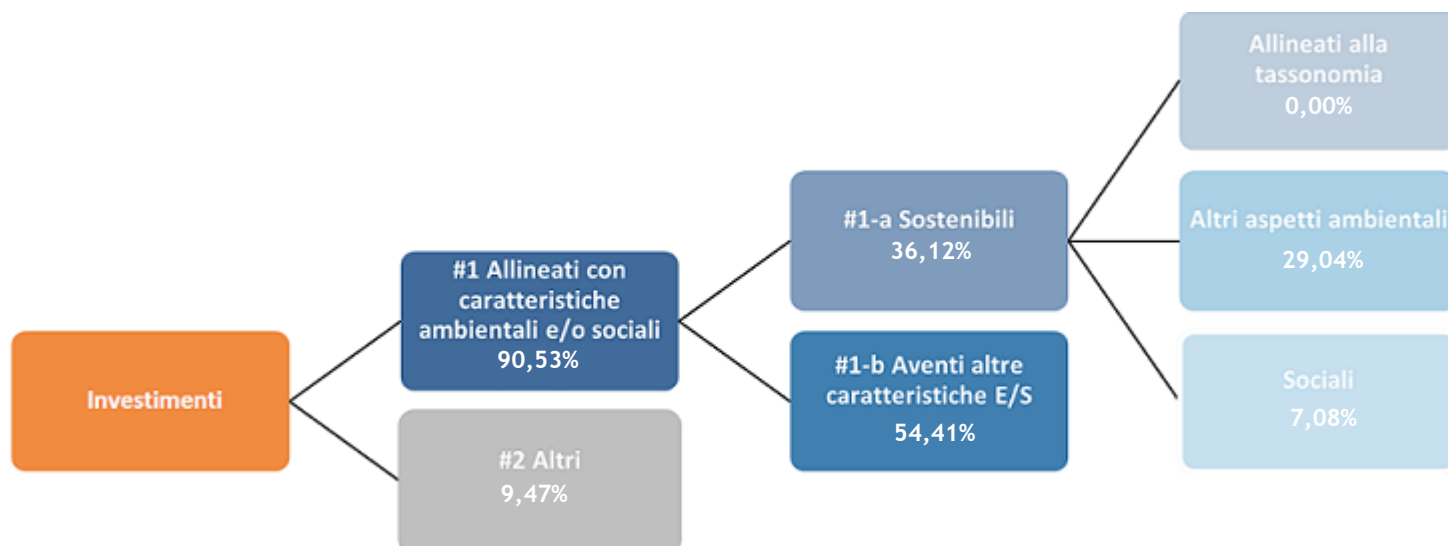 Investimenti
#1 Allineati con
caratteristiche
ambientali e/o sociali
90,53%
#2 Altri
9,47%
#1-a Sostenibili
36,12%
#1-b Aventi altre
caratteristiche E/S
54,41%
Allineati alla
tassonomia
0,00%
Altri aspetti ambientali
29,04%
Sociali
7,08%